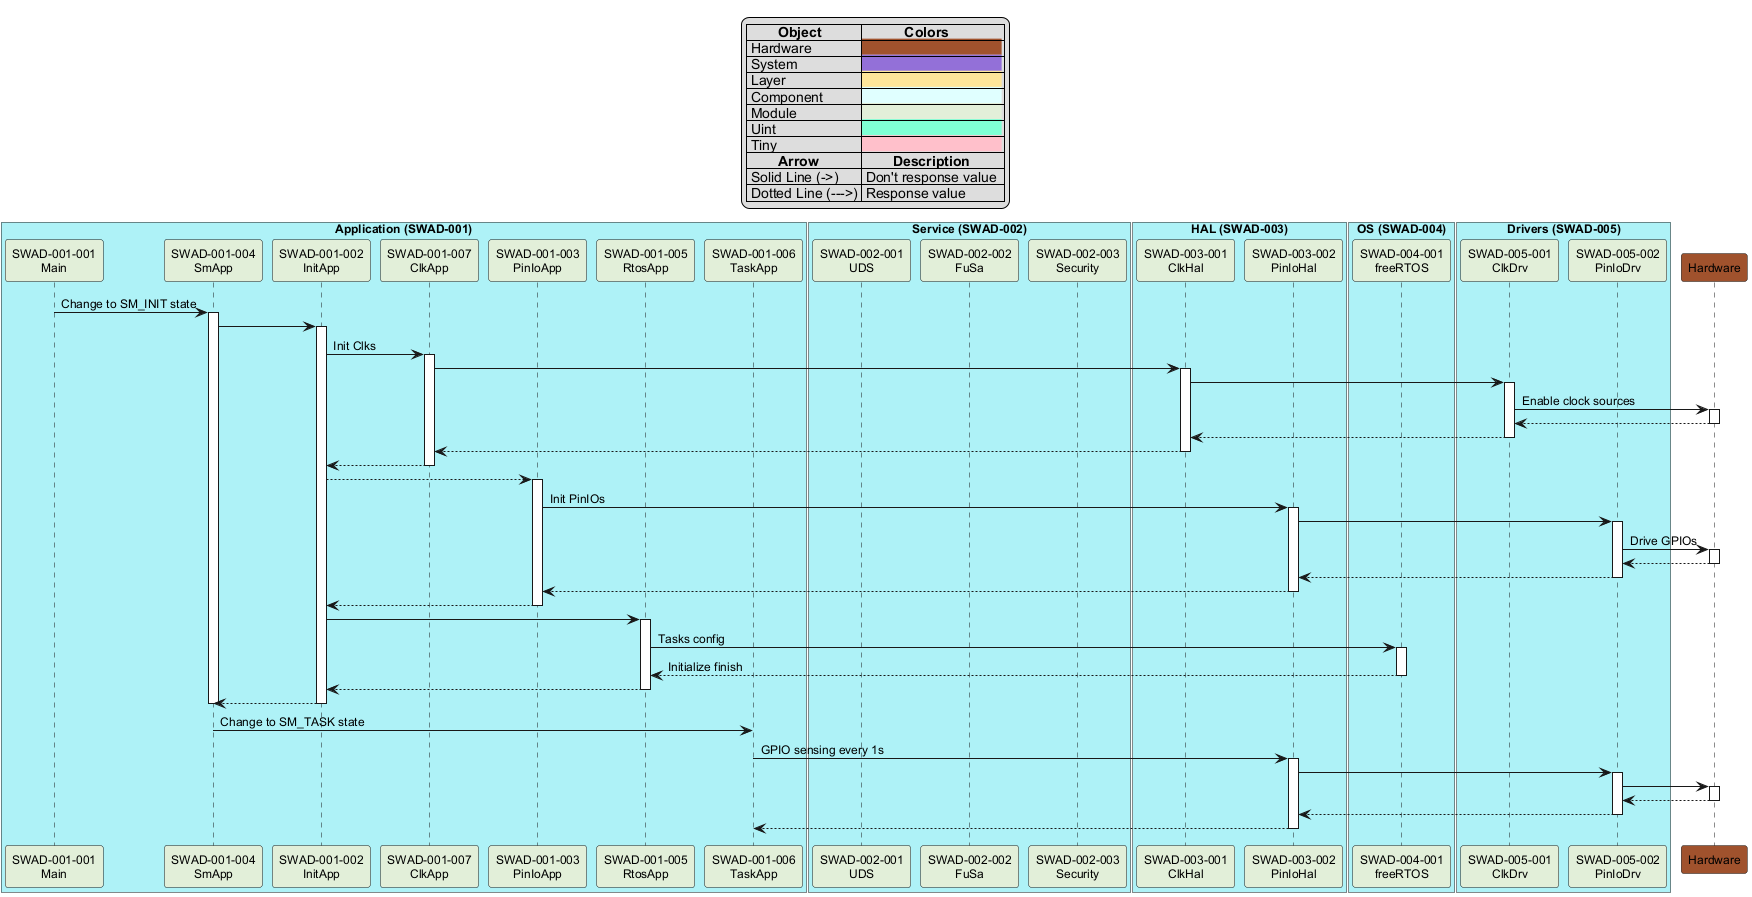 Object Colors
Hardware
System
Layer
Component
Module
Uint
Tiny
Arrow Description
Solid Line (->) Don't response value
Dotted Line (--->) Response value
Application (SWAD-001) Service (SWAD-002) HAL (SWAD-003) OS (SWAD-004) Drivers (SWAD-005)
SWAD-001-001 SWAD-001-004 SWAD-001-002 SWAD-001-007 SWAD-001-003 SWAD-001-005 SWAD-001-006 SWAD-002-001 SWAD-002-002 SWAD-002-003 SWAD-003-001 SWAD-003-002 SWAD-004-001 SWAD-005-001 SWAD-005-002
Main SmApp InitApp ClkApp PinIoApp RtosApp TaskApp UDS FuSa Security ClkHal PinIoHal freeRTOS ClkDrv PinIoDrv Hardware
Change to SM_INIT state
Init Clks
Enable clock sources
Init PinIOs
Drive GPIOs
Tasks config
Initialize finish
Change to SM_TASK state
GPIO sensing every 1s
SWAD-001-001 SWAD-001-004 SWAD-001-002 SWAD-001-007 SWAD-001-003 SWAD-001-005 SWAD-001-006 SWAD-002-001 SWAD-002-002 SWAD-002-003 SWAD-003-001 SWAD-003-002 SWAD-004-001 SWAD-005-001 SWAD-005-002
Main SmApp InitApp ClkApp PinIoApp RtosApp TaskApp UDS FuSa Security ClkHal PinIoHal freeRTOS ClkDrv PinIoDrv Hardware